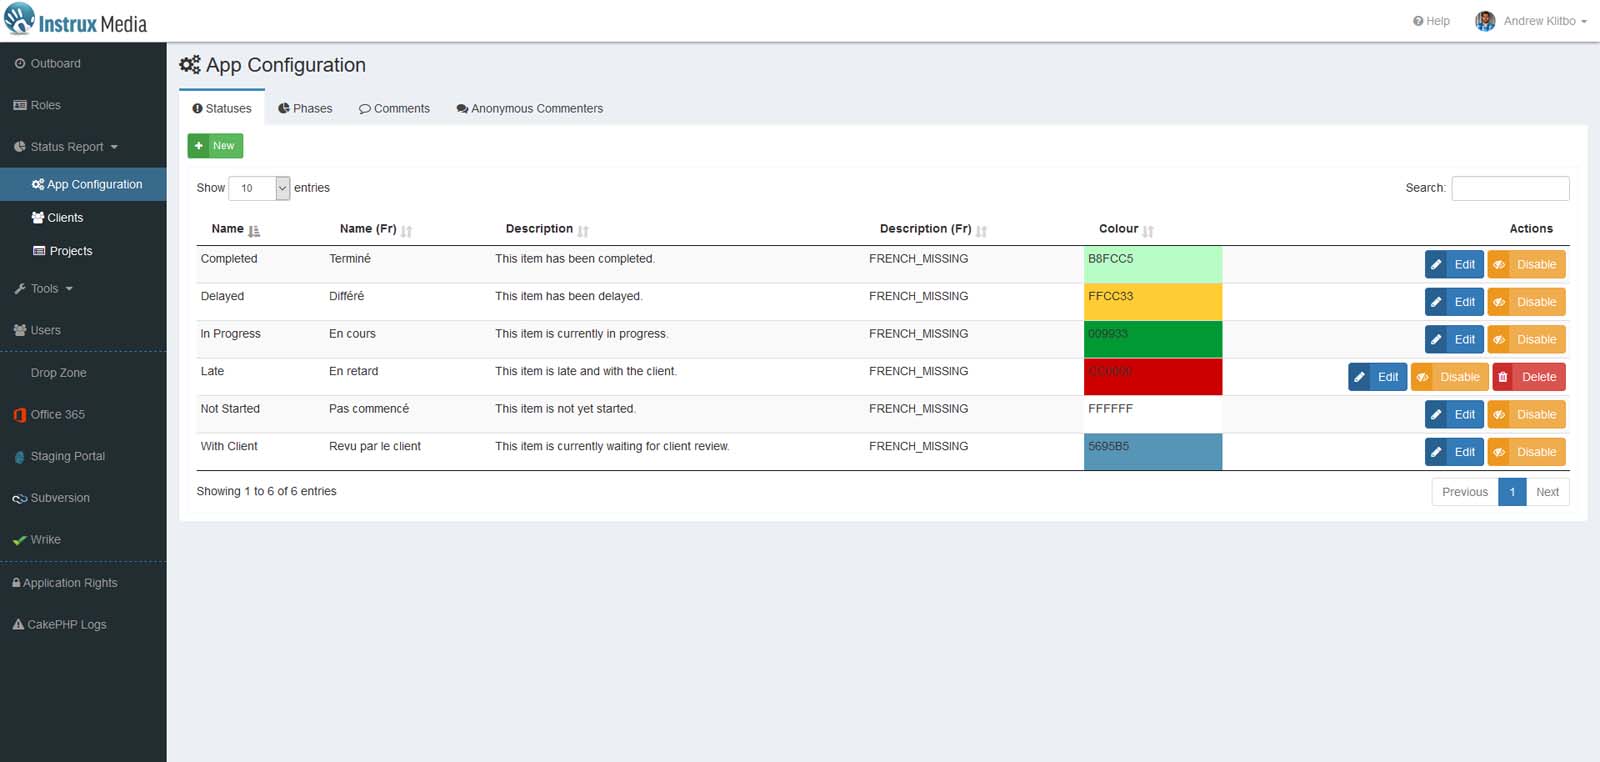 Instrux Media
Help
Andrew Klitbo
Outboard
Roles
Status Report
App Configuration
Clients
Projects
Tools
Users
Drop Zone
Office 365
Staging Portal
Subversion
Wrike
Application Rights
CakePHP Logs
App Configuration
Statuses Phases Comments Anonymous Commenters
New
Show 10 entries Search:
Name Name (Fr) Description Description (Fr) Colour Actions
Completed Terminé This item has been completed. FRENCH_MISSING B8FCC5 Edit Disable
Delayed Différé This item has been delayed. FRENCH_MISSING FFCC33 Edit Disable
In Progress En cours This item is currently in progress. FRENCH_MISSING 009933 Edit Disable
Late En retard This item is late and with the client. FRENCH_MISSING CC0000 Edit Disable Delete
Not Started Pas commencé This item is not yet started. FRENCH_MISSING FFFFFF Edit Disable
With Client Revu par le client This item is currently waiting for client review. FRENCH_MISSING 5695B5 Edit Disable
Showing 1 to 6 of 6 entries Previous 1 Next